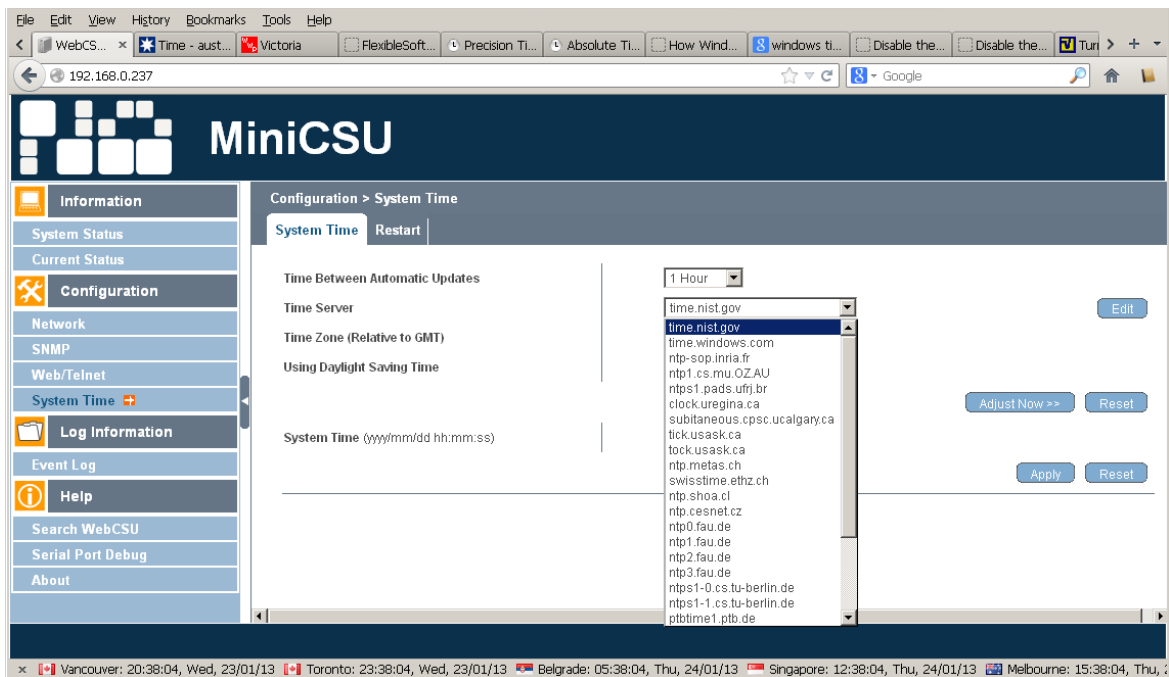 File Edit View History Bookmarks Tools Help
WebCS... Time - aust... Victoria FlexibleSoft... Precision Ti... Absolute Ti... How Wind... windows ti... Disable the... Disable the... Turi
192.168.0.237 Google
MiniCSU
Information
System Status
Current Status
Configuration
Network
SNMP
Web/Telnet
System Time
Log Information
Event Log
Help
Search WebCSU
Serial Port Debug
About
Configuration > System Time
System Time Restart
Time Between Automatic Updates 1 Hour
Time Server time.nist.gov Edit
Time Zone (Relative to GMT)
Using Daylight Saving Time
Adjust Now >> Reset
System Time (yyyy/mm/dd hh:mm:ss)
Apply Reset
time.nist.gov
time.windows.com
ntp-sop.inria.fr
ntp1.cs.mu.OZ.AU
ntps1.pads.ufrj.br
clock.uregina.ca
subitaneous.cpsc.ucalgary.ca
tick.usask.ca
tock.usask.ca
ntp.metas.ch
swisstime.ethz.ch
ntp.shoa.cl
ntp.cesnet.cz
ntp0.fau.de
ntp1.fau.de
ntp2.fau.de
ntp3.fau.de
ntps1-0.cs.tu-berlin.de
ntps1-1.cs.tu-berlin.de
ptbtime1.ptb.de
x Vancouver: 20:38:04, Wed, 23/01/13 Toronto: 23:38:04, Wed, 23/01/13 Belgrade: 05:38:04, Thu, 24/01/13 Singapore: 12:38:04, Thu, 24/01/13 Melbourne: 15:38:04, Thu,